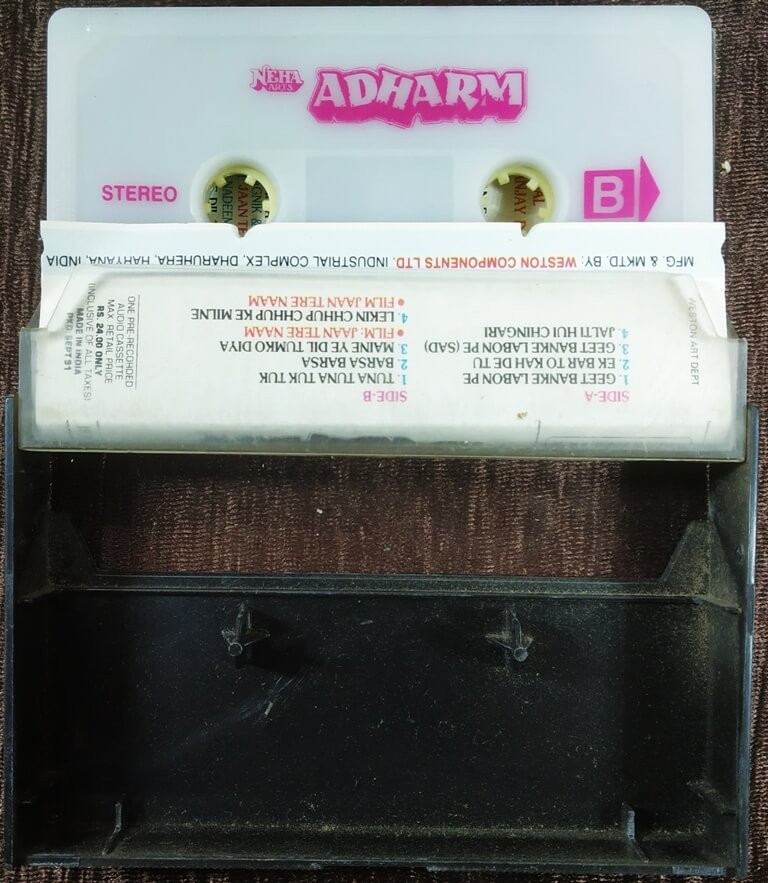 NEHA
ARTS
ADHARM
STEREO
B
MFG. & MKTD. BY: WESTON COMPONENTS LTD. INDUSTRIAL COMPLEX, DHARUHERA, HARYANA, INDIA
WESTON ART DEPT
SIDE-A
1. GEET BANKE LABON PE
2. EK BAR TO KAH DE TU
3. GEET BANKE LABON PE (SAD)
4. JALTI HUI CHINGARI
SIDE-B
1. TUNA TUNA TUK TUK
2. BARSA BARSA
3. MAINE YE DIL TUMKO DIYA
● FILM: JAAN TERE NAAM
4. LEKIN CHHUP CHHUP KE MILNE
● FILM JAAN TERE NAAM
ONE PRE-RECORDED
AUDIO CASSETTE
MAX. RETAIL PRICE
RS. 24.00 ONLY
(INCLUSIVE OF ALL TAXES)
MADE IN INDIA
PKD SEPT 91